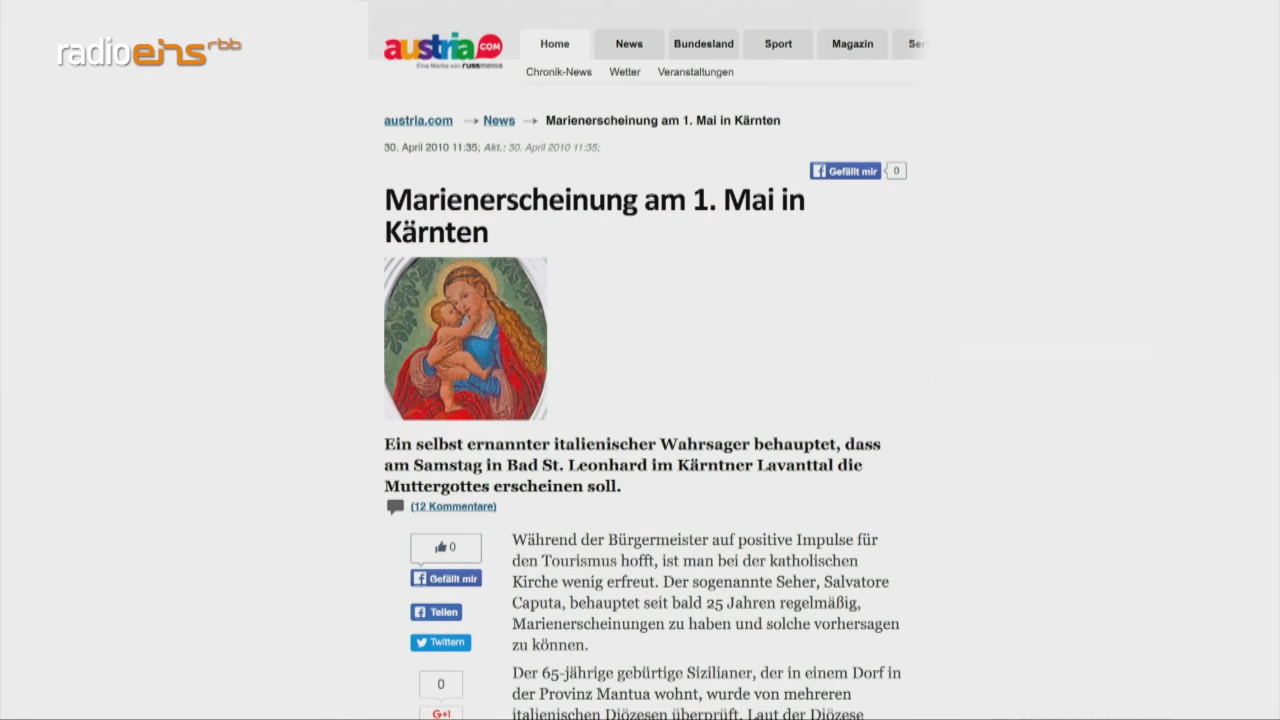 radioeins rbb
austria.com
Eine Marke von russmedia
Home News Bundesland Sport Magazin
Chronik-News Wetter Veranstaltungen
austria.com → News → Marienerscheinung am 1. Mai in Kärnten
30. April 2010 11:35; Akt.: 30. April 2010 11:35;
Gefällt mir 0
Marienerscheinung am 1. Mai in
Kärnten
Ein selbst ernannter italienischer Wahrsager behauptet, dass
am Samstag in Bad St. Leonhard im Kärntner Lavanttal die
Muttergottes erscheinen soll.
(12 Kommentare)
0
Gefällt mir
Teilen
Twittern
0
G+1
Während der Bürgermeister auf positive Impulse für
den Tourismus hofft, ist man bei der katholischen
Kirche wenig erfreut. Der sogenannte Seher, Salvatore
Caputa, behauptet seit bald 25 Jahren regelmäßig,
Marienerscheinungen zu haben und solche vorhersagen
zu können.
Der 65-jährige gebürtige Sizilianer, der in einem Dorf in
der Provinz Mantua wohnt, wurde von mehreren
italienischen Diözesen überprüft. Laut der Diözese